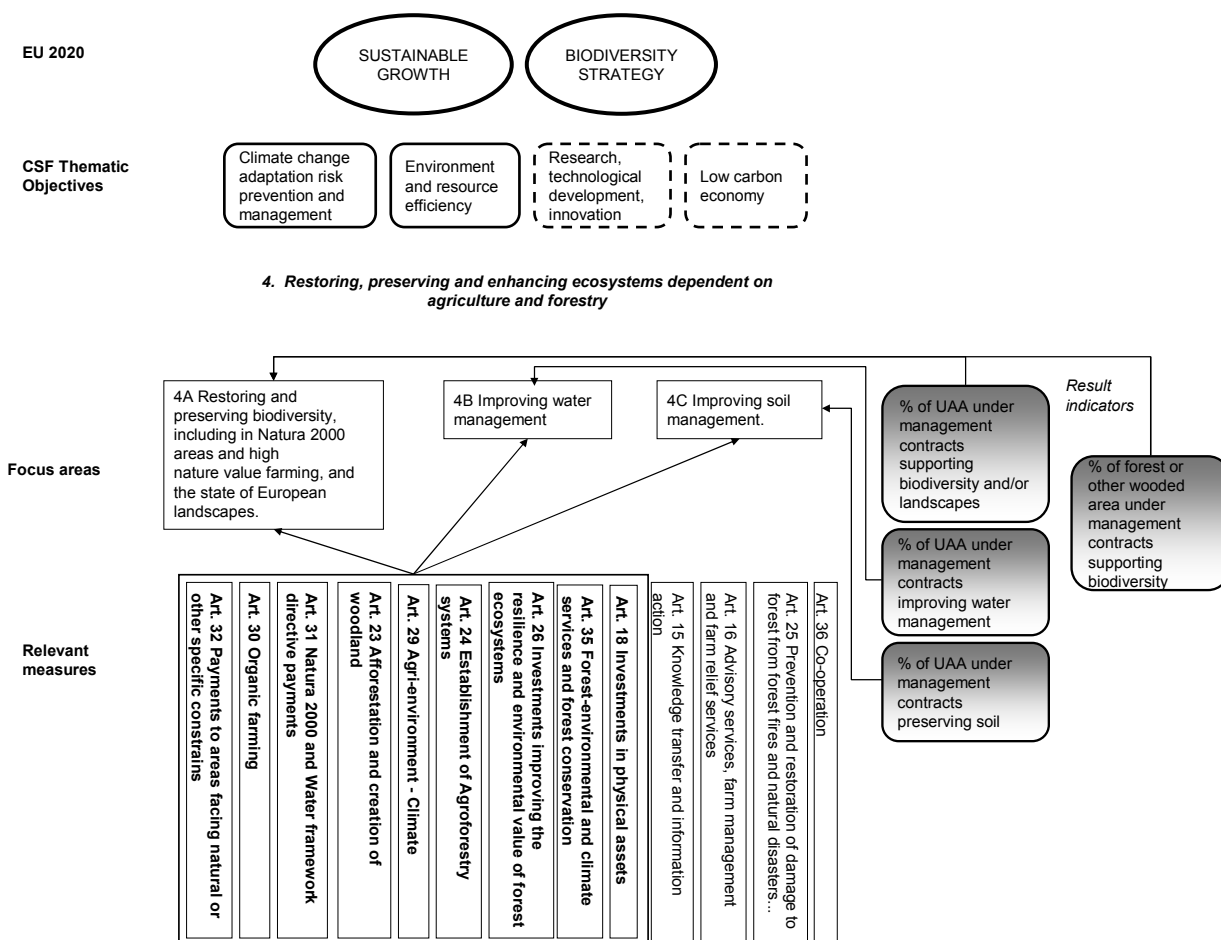 EU 2020
SUSTAINABLE
GROWTH
BIODIVERSITY
STRATEGY
CSF Thematic
Objectives
Climate change
adaptation risk
prevention and
management
Environment
and resource
efficiency
Research,
technological
development,
innovation
Low carbon
economy
4. Restoring, preserving and enhancing ecosystems dependent on
agriculture and forestry
Focus areas
4A Restoring and
preserving biodiversity,
including in Natura 2000
areas and high
nature value farming, and
the state of European
landscapes.
4B Improving water
management
4C Improving soil
management.
Result
indicators
% of UAA under
management
contracts
supporting
biodiversity and/or
landscapes
% of forest or
other wooded
area under
management
contracts
supporting
biodiversity
% of UAA under
management
contracts
improving water
management
% of UAA under
management
contracts
preserving soil
Relevant
measures
Art. 32 Payments to areas facing natural or
other specific constrains
Art. 30 Organic farming
Art. 31 Natura 2000 and Water framework
directive payments
Art. 23 Afforestation and creation of
woodland
Art. 29 Agri-environment - Climate
Art. 24 Establishment of Agroforestry
systems
Art. 26 Investments improving the
resilience and environmental value of forest
ecosystems
Art. 35 Forest-environmental and climate
services and forest conservation
Art. 18 Investments in physical assets
Art. 15 Knowledge transfer and information
action
Art. 16 Advisory services, farm management
and farm relief services
Art. 25 Prevention and restoration of damage to
forest from forest fires and natural disasters...
Art. 36 Co-operation